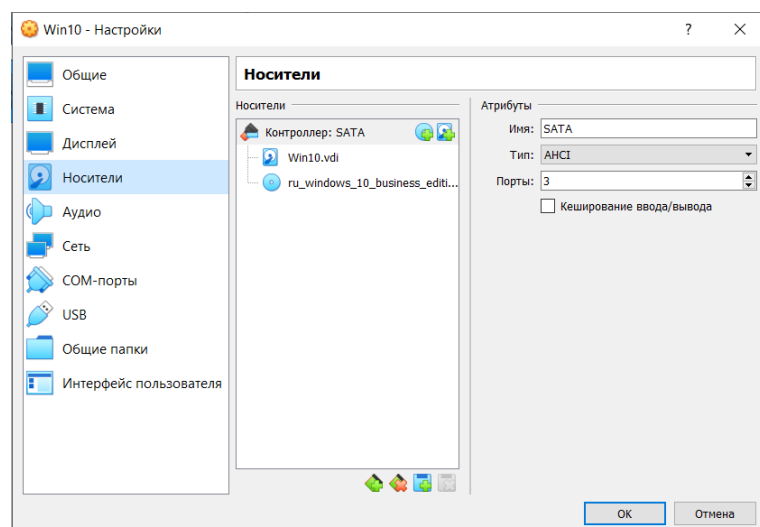 Win10 - Настройки
?
Общие
Система
Дисплей
Носители
Аудио
Сеть
COM-порты
USB
Общие папки
Интерфейс пользователя
Носители
Носители
Контроллер: SATA
Win10.vdi
ru_windows_10_business_editi...
Атрибуты
Имя: SATA
Тип: AHCI
Порты: 3
Кеширование ввода/вывода
OK
Отмена